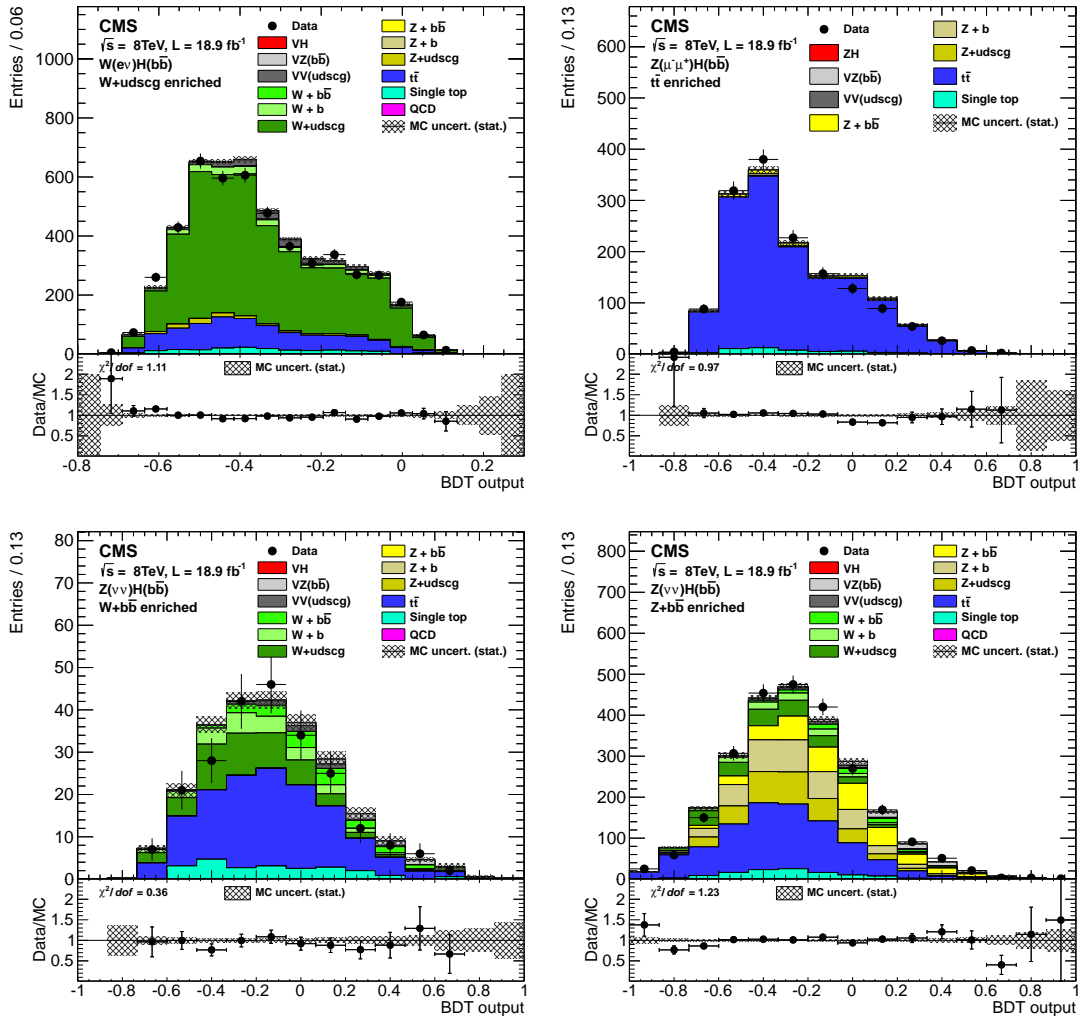 Entries / 0.06
1000
800
600
400
200
0
CMS
√s = 8TeV, L = 18.9 fb⁻¹
W(eν)H(bb̅)
W+udscg enriched
Data
VH
VZ(bb̅)
VV(udscg)
W + bb̅
W + b
W+udscg
Z + bb̅
Z + b
Z+udscg
tt̅
Single top
QCD
MC uncert. (stat.)
Data/MC
2
1.5
1
0.5
χ²/ dof = 1.11
MC uncert. (stat.)
-0.8 -0.6 -0.4 -0.2 0 0.2
BDT output
Entries / 0.13
600
500
400
300
200
100
0
CMS
√s = 8TeV, L = 18.9 fb⁻¹
Z(μ⁻μ⁺)H(bb̅)
tt̅ enriched
Data
ZH
VZ(bb̅)
VV(udscg)
Z + bb̅
Z + b
Z+udscg
tt̅
Single top
MC uncert. (stat.)
Data/MC
2
1.5
1
0.5
χ²/ dof = 0.97
MC uncert. (stat.)
-1 -0.8 -0.6 -0.4 -0.2 0 0.2 0.4 0.6 0.8 1
BDT output
Entries / 0.13
80
70
60
50
40
30
20
10
0
CMS
√s = 8TeV, L = 18.9 fb⁻¹
Z(νν)H(bb̅)
W+bb̅ enriched
Data
VH
VZ(bb̅)
VV(udscg)
W + bb̅
W + b
W+udscg
Z + bb̅
Z + b
Z+udscg
tt̅
Single top
QCD
MC uncert. (stat.)
Data/MC
2
1.5
1
0.5
χ²/ dof = 0.36
MC uncert. (stat.)
-1 -0.8 -0.6 -0.4 -0.2 0 0.2 0.4 0.6 0.8 1
BDT output
Entries / 0.13
800
700
600
500
400
300
200
100
0
CMS
√s = 8TeV, L = 18.9 fb⁻¹
Z(νν)H(bb̅)
Z+bb̅ enriched
Data
VH
VZ(bb̅)
VV(udscg)
W + bb̅
W + b
W+udscg
Z + bb̅
Z + b
Z+udscg
tt̅
Single top
QCD
MC uncert. (stat.)
Data/MC
2
1.5
1
0.5
χ²/ dof = 1.23
MC uncert. (stat.)
-1 -0.8 -0.6 -0.4 -0.2 0 0.2 0.4 0.6 0.8 1
BDT output